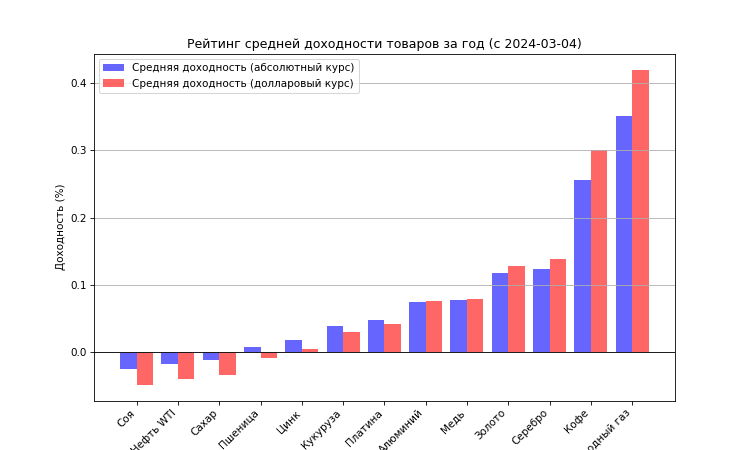 Рейтинг средней доходности товаров за год (с 2024-03-04)
Средняя доходность (абсолютный курс)
Средняя доходность (долларовый курс)
Доходность (%)
0.4
0.3
0.2
0.1
0.0
Соя
Нефть WTI
Сахар
Пшеница
Цинк
Кукуруза
Платина
Алюминий
Медь
Золото
Серебро
Кофе
одный газ